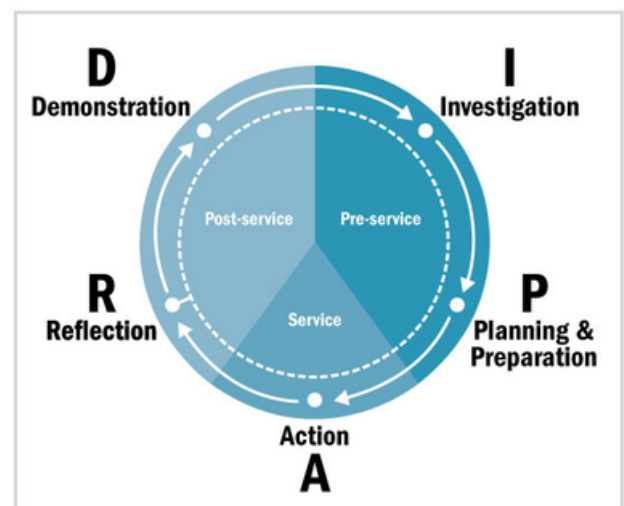 D
Demonstration
I
Investigation
Post-service
Pre-service
R
Reflection
Service
P
Planning &
Preparation
Action
A